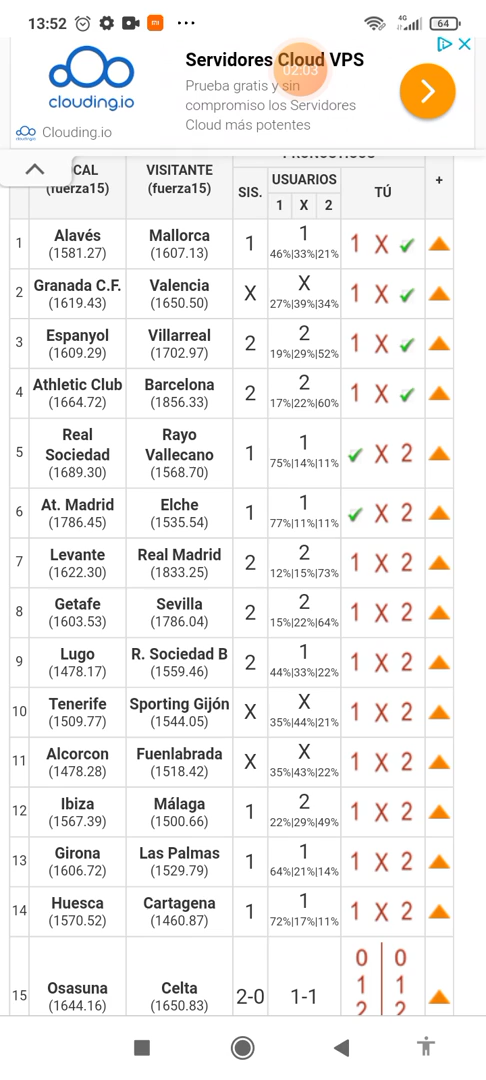 13:52
4G
64
Servidores Cloud VPS
02:03
Prueba gratis y sin
compromiso los Servidores
Cloud más potentes
clouding.io
Clouding.io
VISITANTE
(fuerza15)
(fuerza15)
SIS.
USUARIOS
1 X 2
TÚ
+
1 Alavés (1581.27) Mallorca (1607.13) 1 1 46%|33%|21% 1 X
2 Granada C.F. (1619.43) Valencia (1650.50) X X 27%|39%|34% 1 X
3 Espanyol (1609.29) Villarreal (1702.97) 2 2 19%|29%|52% 1 X
4 Athletic Club (1664.72) Barcelona (1856.33) 2 2 17%|22%|60% 1 X
5 Real Sociedad (1689.30) Rayo Vallecano (1568.70) 1 1 75%|14%|11% X 2
6 At. Madrid (1786.45) Elche (1535.54) 1 1 77%|11%|11% X 2
7 Levante (1622.30) Real Madrid (1833.25) 2 2 12%|15%|73% 1 X 2
8 Getafe (1603.53) Sevilla (1786.04) 2 2 15%|22%|64% 1 X 2
9 Lugo (1478.17) R. Sociedad B (1559.46) 2 1 44%|33%|22% 1 X 2
10 Tenerife (1509.77) Sporting Gijón (1544.05) X X 35%|44%|21% 1 X 2
11 Alcorcon (1478.28) Fuenlabrada (1518.42) X X 35%|43%|22% 1 X 2
12 Ibiza (1567.39) Málaga (1500.66) 1 2 22%|29%|49% 1 X 2
13 Girona (1606.72) Las Palmas (1529.79) 1 1 64%|21%|14% 1 X 2
14 Huesca (1570.52) Cartagena (1460.87) 1 1 72%|17%|11% 1 X 2
15 Osasuna (1644.16) Celta (1650.83) 2-0 1-1
0 0
1 1
2 2